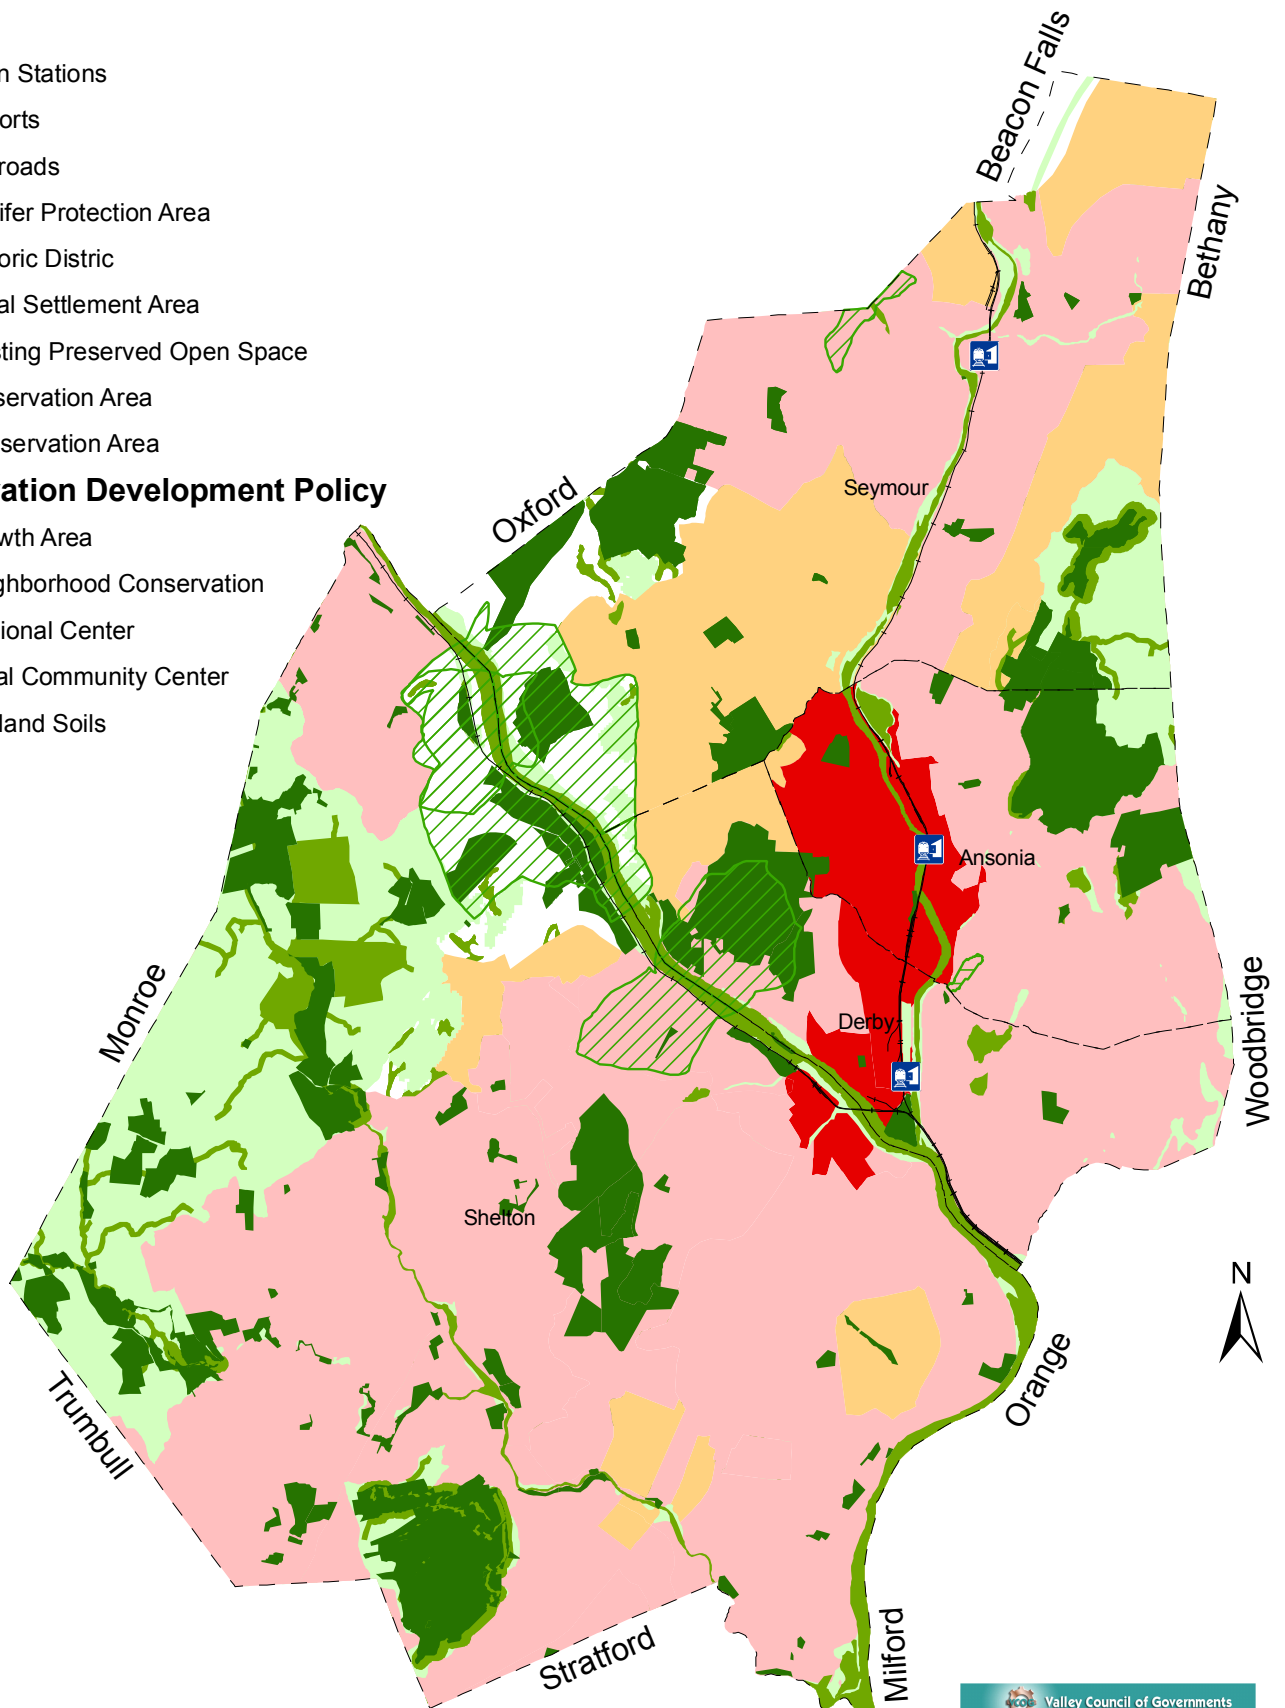 n Stations
orts
roads
ifer Protection Area
oric Distric
al Settlement Area
sting Preserved Open Space
servation Area
servation Area
ation Development Policy
wth Area
ghborhood Conservation
ional Center
al Community Center
land Soils
Beacon Falls
Bethany
Oxford
Seymour
Ansonia
Monroe
Derby
Woodbridge
Shelton
N
Trumbull
Orange
Stratford
Milford
VCOG
Valley Council of Governments